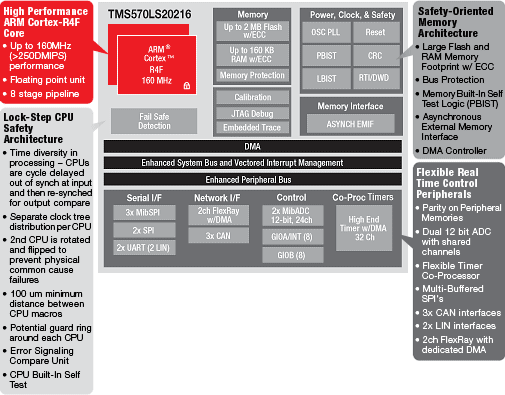 High Performance
ARM Cortex-R4F
Core
• Up to 160MHz
(>250DMIPS)
performance
• Floating point unit
• 8 stage pipeline
Lock-Step CPU
Safety
Architecture
• Time diversity in
processing – CPUs
are cycle delayed
out of synch at input
and then re-synched
for output compare
• Separate clock tree
distribution per CPU
• 2nd CPU is rotated
and flipped to
prevent physical
common cause
failures
• 100 um minimum
distance between
CPU macros
• Potential guard ring
around each CPU
• Error Signaling
Compare Unit
• CPU Built-In Self
Test
TMS570LS20216
ARM®
Cortex™
R4F
160 MHz
Fail Safe
Detection
Memory
Up to 2 MB Flash
w/ECC
Up to 160 KB
RAM w/ECC
Memory Protection
Calibration
JTAG Debug
Embedded Trace
Power, Clock, & Safety
OSC PLL
Reset
PBIST
CRC
LBIST
RTI/DWD
Memory Interface
ASYNCH EMIF
DMA
Enhanced System Bus and Vectored Interrupt Management
Enhanced Peripheral Bus
Serial I/F
3x MibSPI
2x SPI
2x UART (2 LIN)
Network I/F
2ch FlexRay
w/DMA
3x CAN
Control
2x MibADC
12-bit, 24ch
GIOA/INT (8)
GIOB (8)
Co-Proc Timers
High End
Timer w/DMA
32 Ch
Safety-Oriented
Memory
Architecture
• Large Flash and
RAM Memory
Footprint w/ ECC
• Bus Protection
• Memory Built-In Self
Test Logic (PBIST)
• Asynchronous
External Memory
Interface
• DMA Controller
Flexible Real
Time Control
Peripherals
• Parity on Peripheral
Memories
• Dual 12 bit ADC
with shared
channels
• Flexible Timer
Co-Processor
• Multi-Buffered
SPI's
• 3x CAN interfaces
• 2x LIN interfaces
• 2ch FlexRay with
dedicated DMA